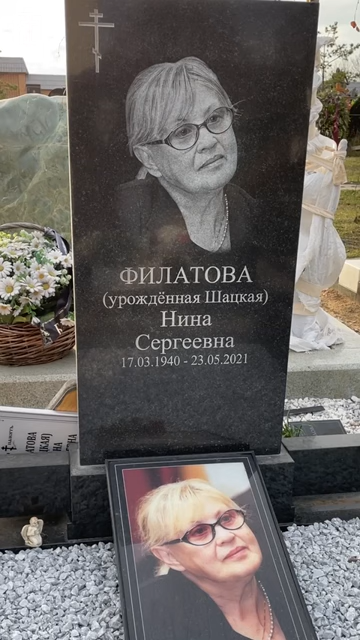 ФИЛАТОВА
(урождённая Шацкая)
Нина
Сергеевна
17.03.1940 - 23.05.2021